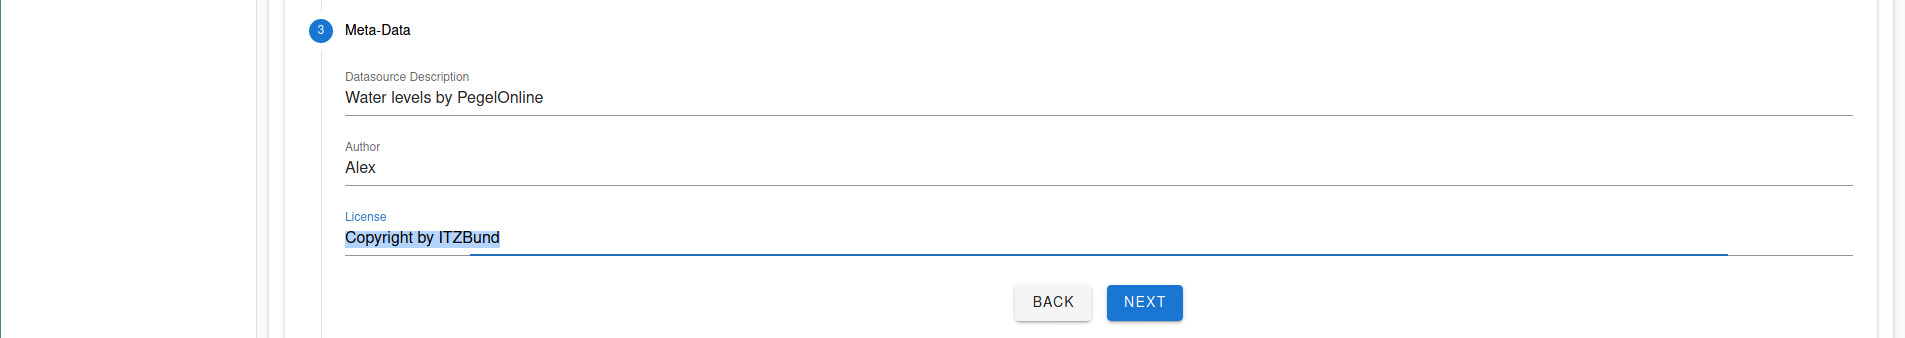 3 Meta-Data
Datasource Description
Water levels by PegelOnline
Author
Alex
License
Copyright by ITZBund
BACK NEXT